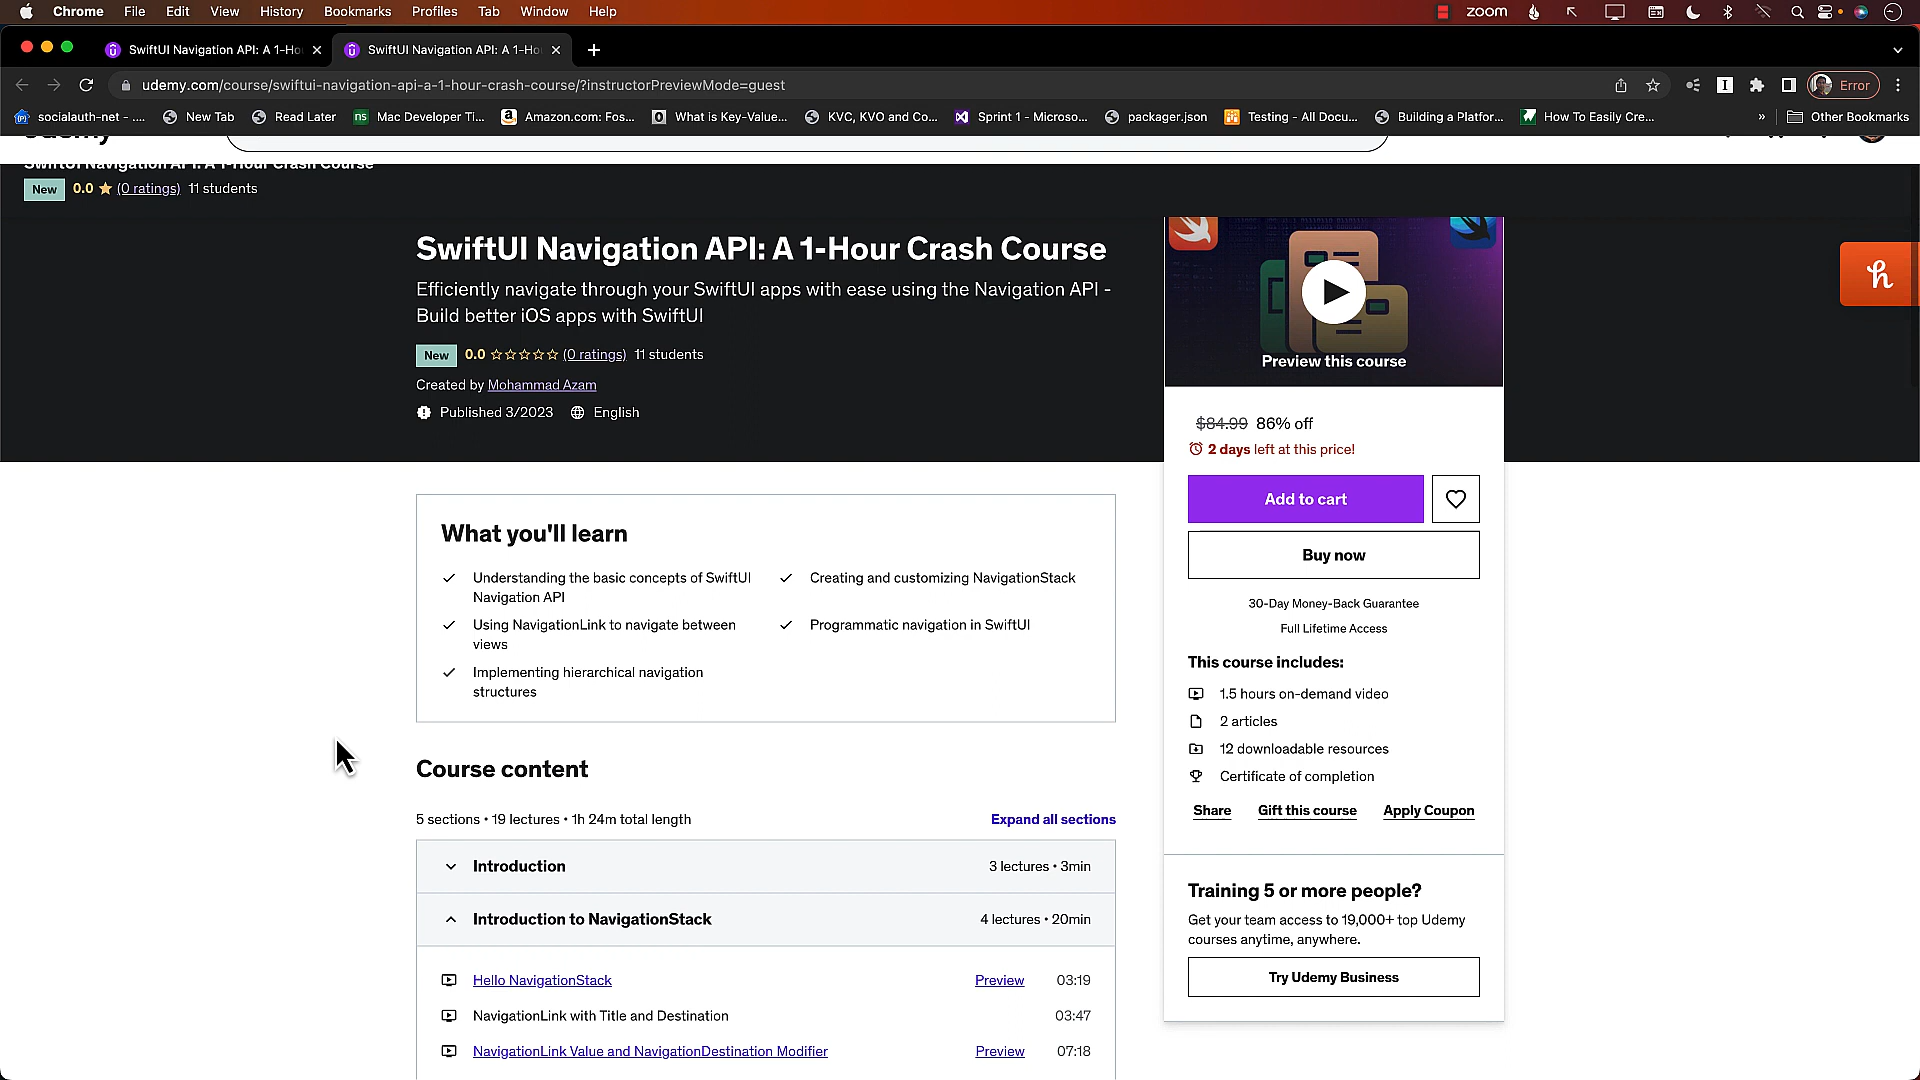 Chrome File Edit View History Bookmarks Profiles Tab Window Help zoom
SwiftUI Navigation API: A 1-Ho SwiftUI Navigation API: A 1-Ho
udemy.com/course/swiftui-navigation-api-a-1-hour-crash-course/?instructorPreviewMode=guest Error
socialauth-net - .... New Tab Read Later ns Mac Developer Ti... Amazon.com: Fos... What is Key-Value... KVC, KVO and Co... Sprint 1 - Microso... packager.json Testing - All Docu... Building a Platfor... How To Easily Cre... » Other Bookmarks
udemy
SwiftUI Navigation API: A 1-Hour Crash Course
New 0.0 (0 ratings) 11 students
SwiftUI Navigation API: A 1-Hour Crash Course
Efficiently navigate through your SwiftUI apps with ease using the Navigation API -
Build better iOS apps with SwiftUI
New 0.0 (0 ratings) 11 students
Created by Mohammad Azam
Published 3/2023 English
What you'll learn
Understanding the basic concepts of SwiftUI
Navigation API
Creating and customizing NavigationStack
Using NavigationLink to navigate between
views
Programmatic navigation in SwiftUI
Implementing hierarchical navigation
structures
Course content
5 sections • 19 lectures • 1h 24m total length Expand all sections
Introduction 3 lectures • 3min
Introduction to NavigationStack 4 lectures • 20min
Hello NavigationStack Preview 03:19
NavigationLink with Title and Destination 03:47
NavigationLink Value and NavigationDestination Modifier Preview 07:18
Preview this course
$84.99 86% off
2 days left at this price!
Add to cart
Buy now
30-Day Money-Back Guarantee
Full Lifetime Access
This course includes:
1.5 hours on-demand video
2 articles
12 downloadable resources
Certificate of completion
Share Gift this course Apply Coupon
Training 5 or more people?
Get your team access to 19,000+ top Udemy
courses anytime, anywhere.
Try Udemy Business
h